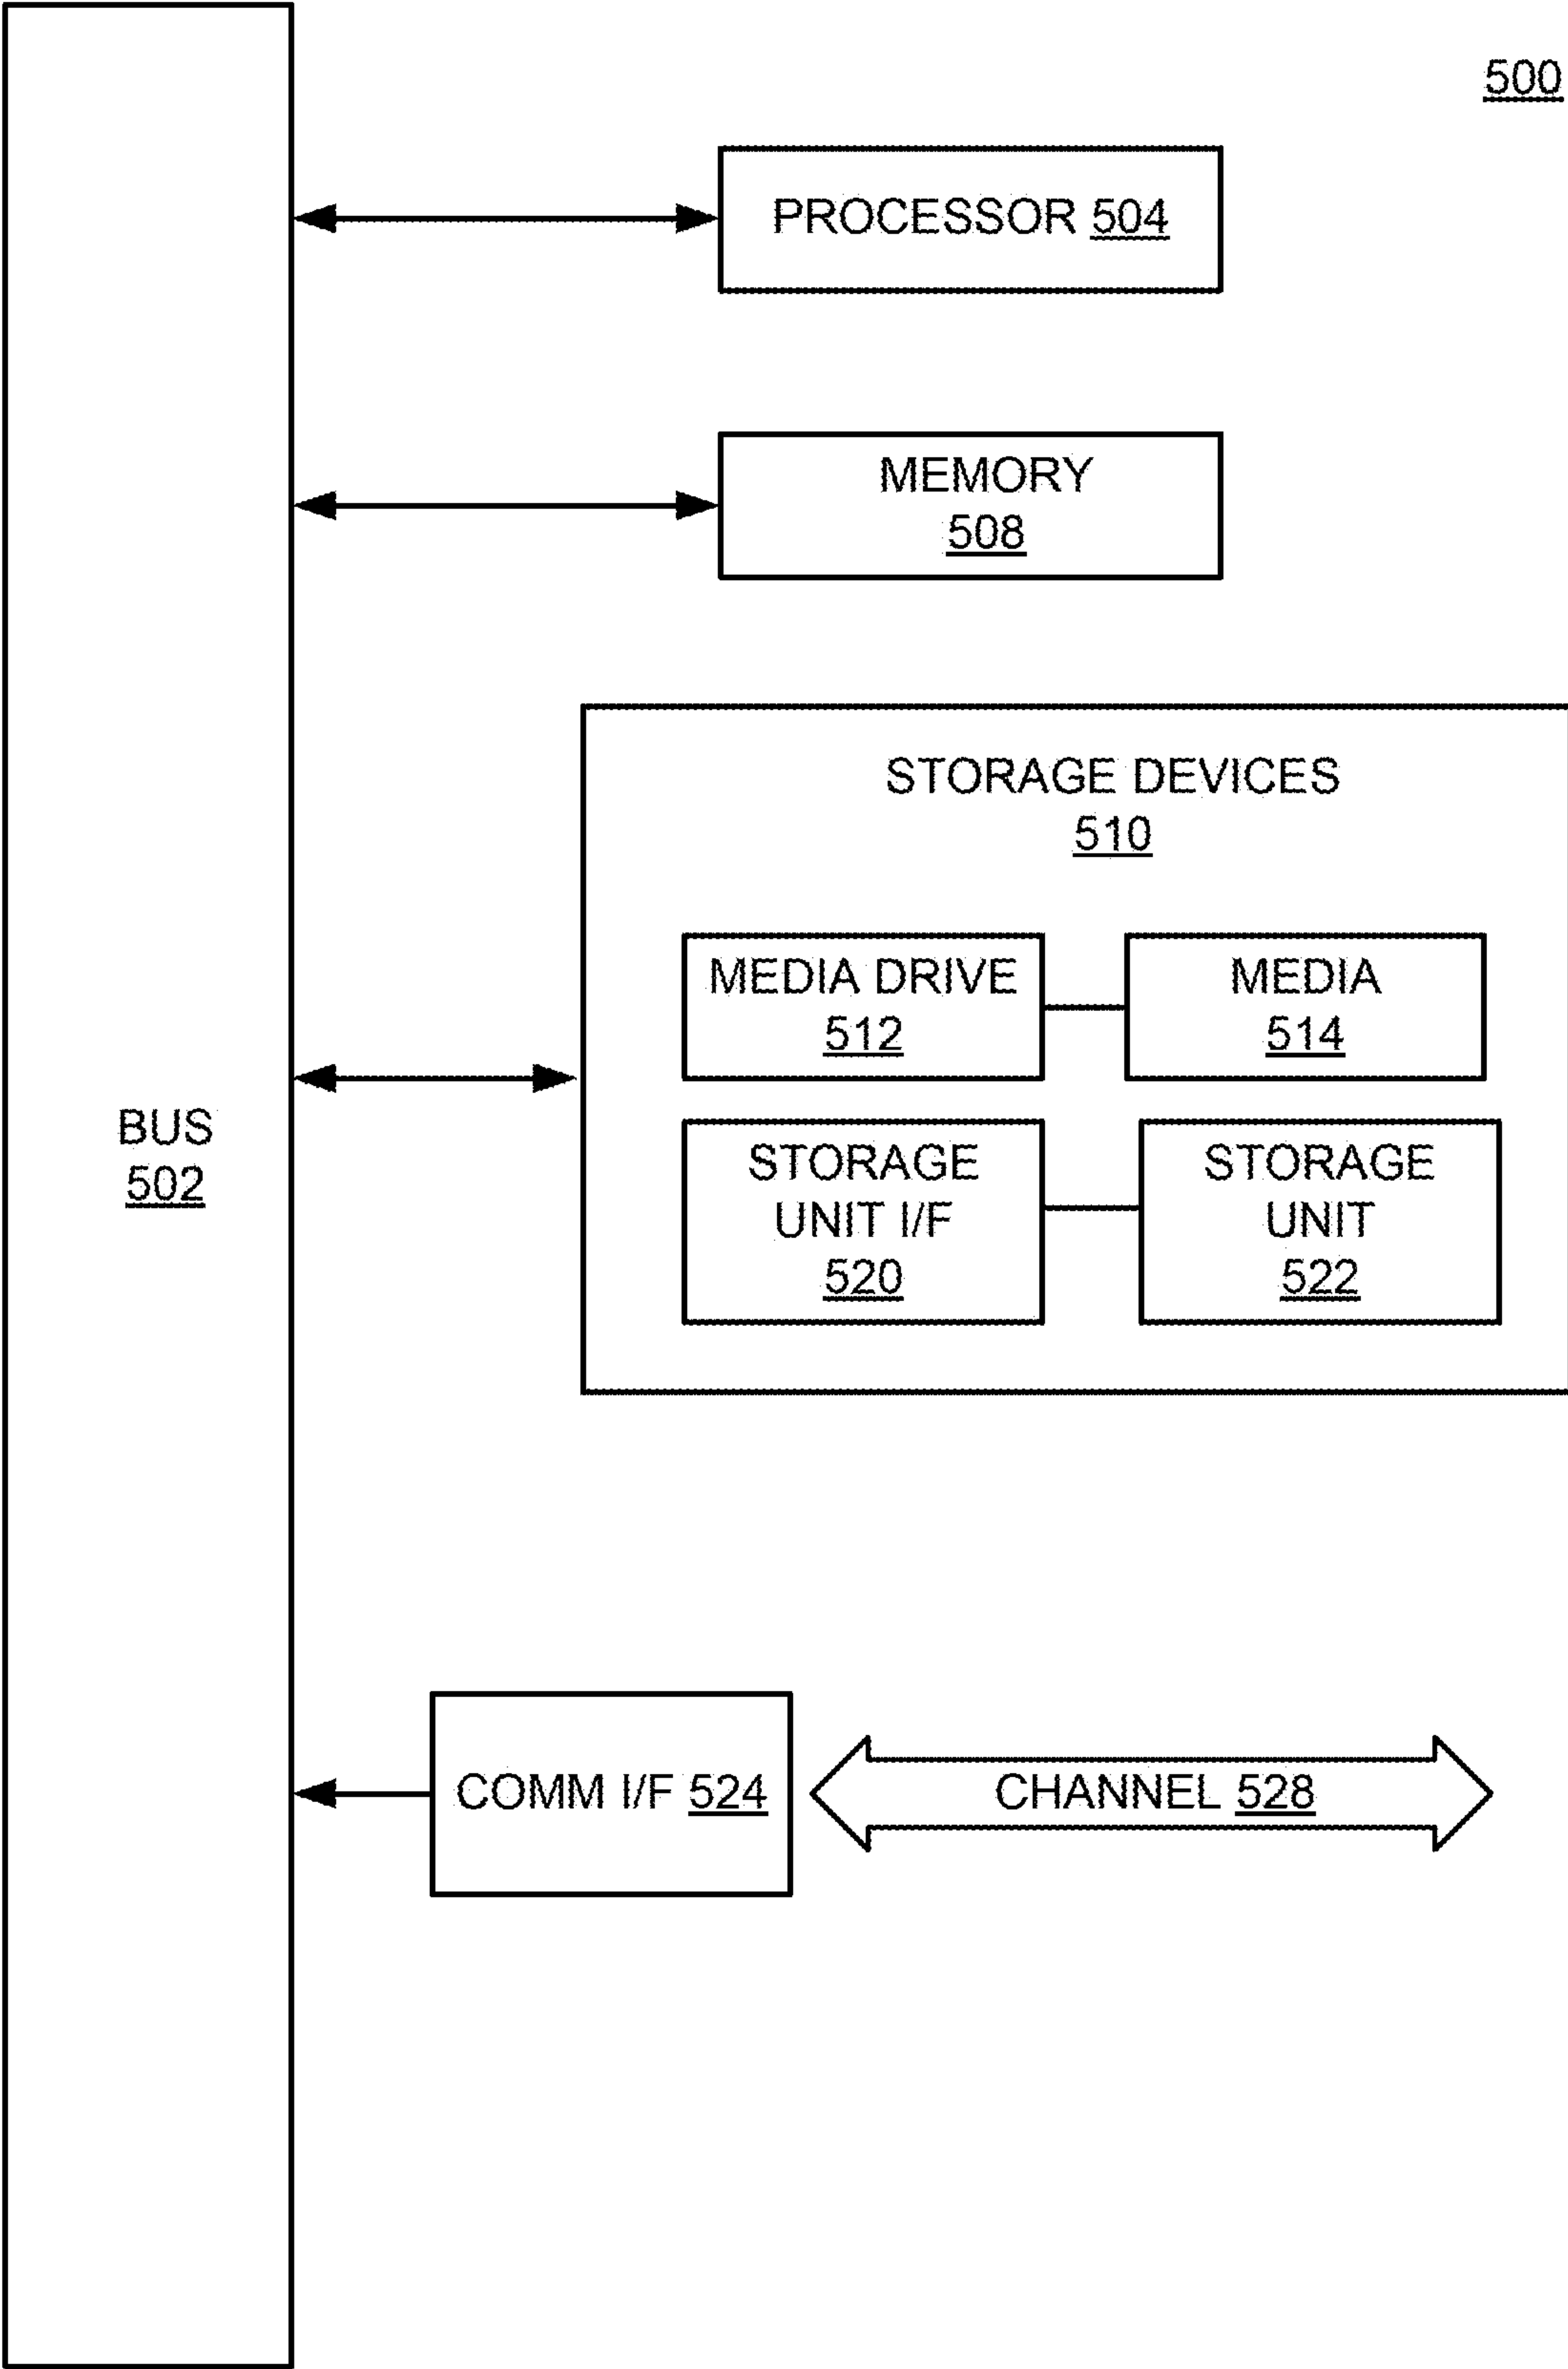 500
PROCESSOR 504
MEMORY
508
STORAGE DEVICES
510
MEDIA DRIVE
512
MEDIA
514
BUS
502
STORAGE
UNIT I/F
520
STORAGE
UNIT
522
COMM I/F 524
CHANNEL 528